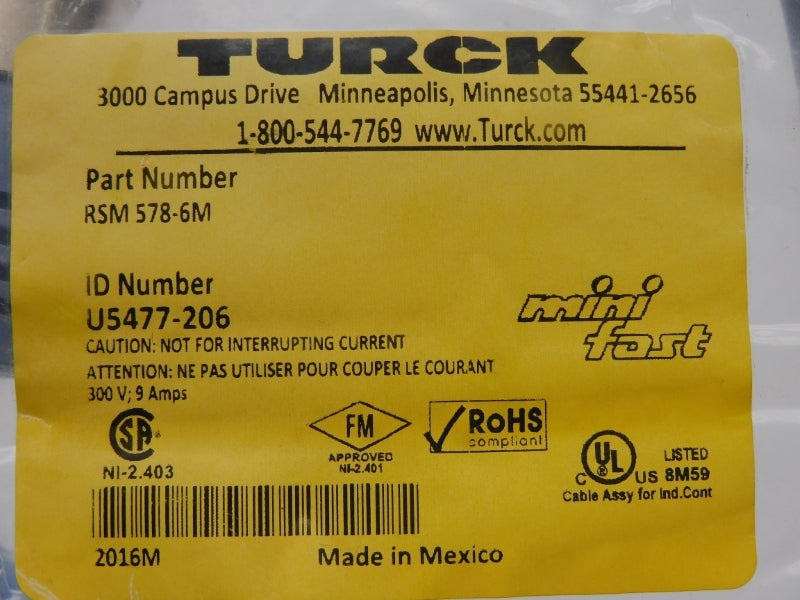 TURCK
3000 Campus Drive Minneapolis, Minnesota 55441-2656
1-800-544-7769 www.Turck.com
Part Number
RSM 578-6M
ID Number
U5477-206
mini
fast
CAUTION: NOT FOR INTERRUPTING CURRENT
ATTENTION: NE PAS UTILISER POUR COUPER LE COURANT
300 V; 9 Amps
SA
NI-2.403
FM
APPROVED
NI-2.401
RoHS
compliant
C UL ® US LISTED 8M59
Cable Assy for Ind.Cont
2016M Made in Mexico